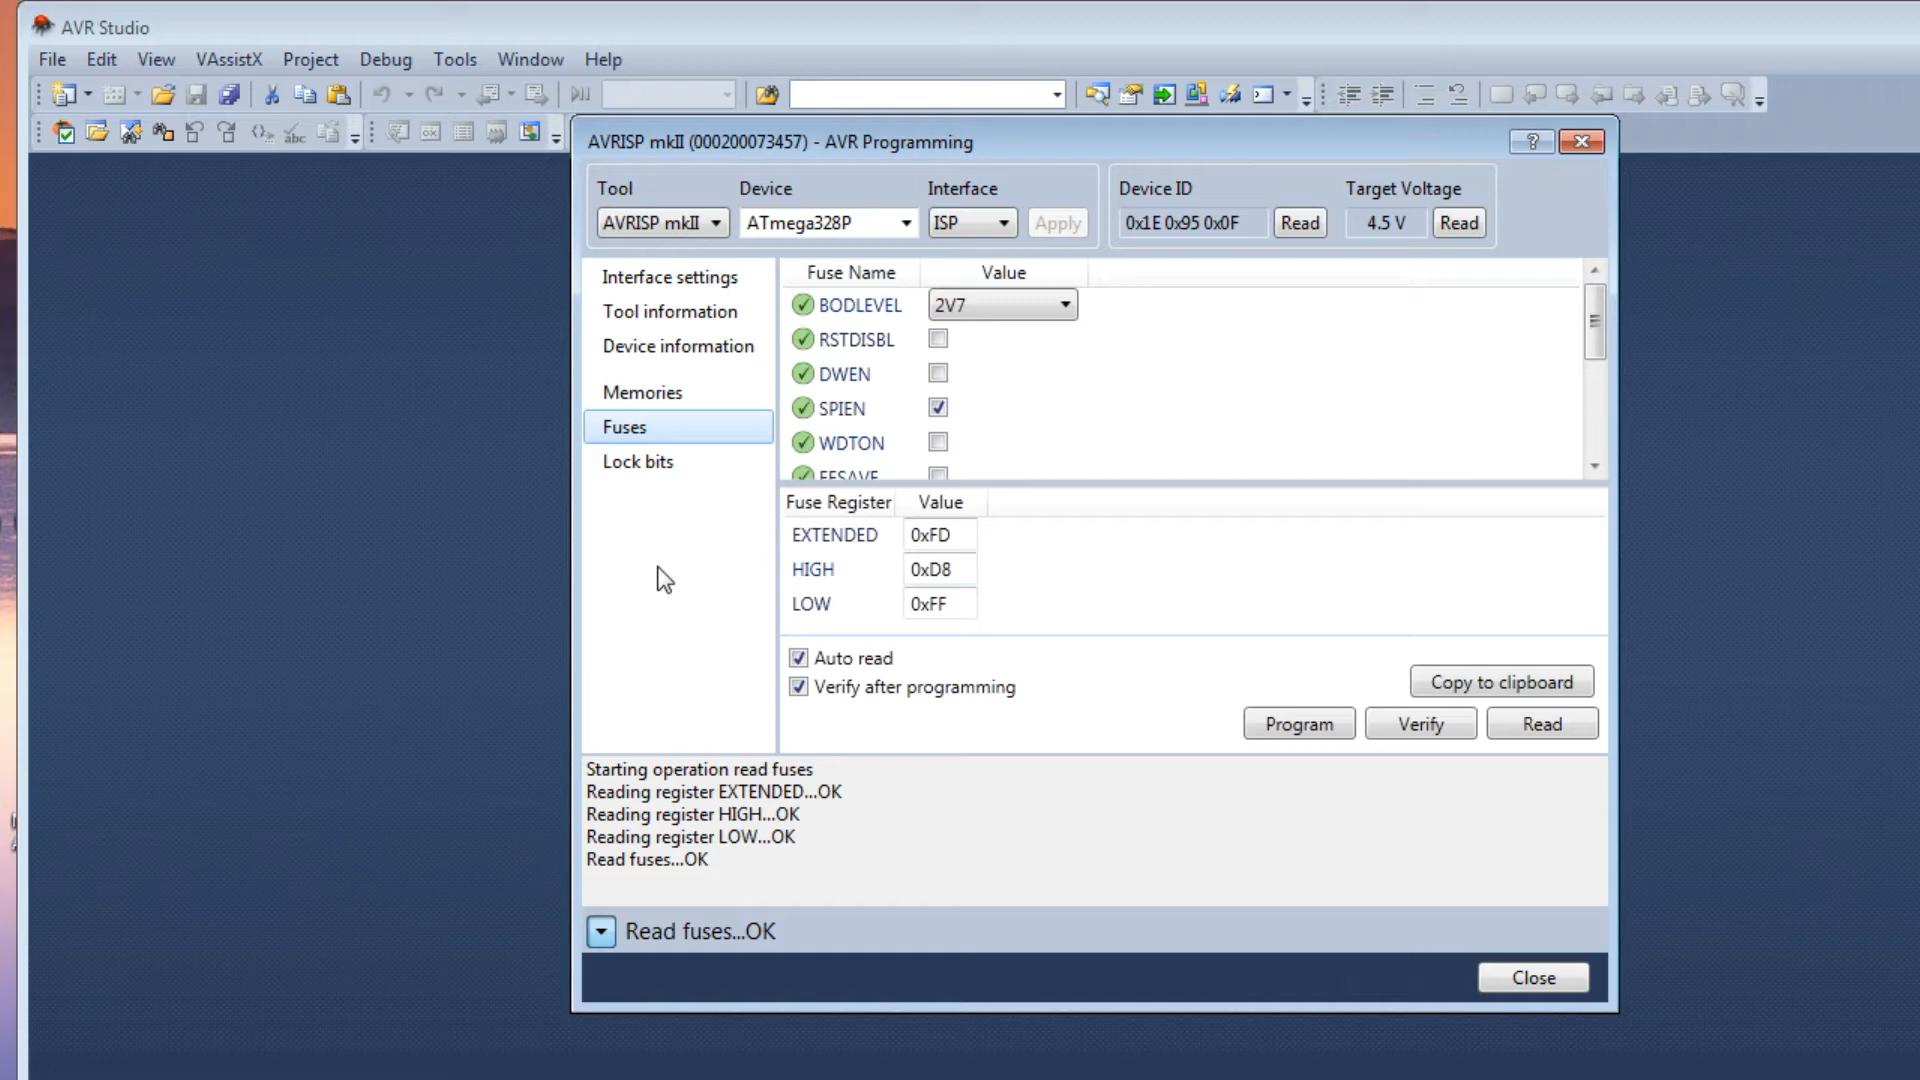 AVR Studio
File Edit View VAssistX Project Debug Tools Window Help
AVRISP mkII (000200073457) - AVR Programming
Tool Device Interface Device ID Target Voltage
AVRISP mkII ATmega328P ISP Apply 0x1E 0x95 0x0F Read 4.5 V Read
Interface settings
Tool information
Device information
Memories
Fuses
Lock bits
Fuse Name Value
BODLEVEL 2V7
RSTDISBL
DWEN
SPIEN
WDTON
EESAVE
Fuse Register Value
EXTENDED 0xFD
HIGH 0xD8
LOW 0xFF
Auto read
Verify after programming
Copy to clipboard
Program Verify Read
Starting operation read fuses
Reading register EXTENDED...OK
Reading register HIGH...OK
Reading register LOW...OK
Read fuses...OK
Read fuses...OK
Close